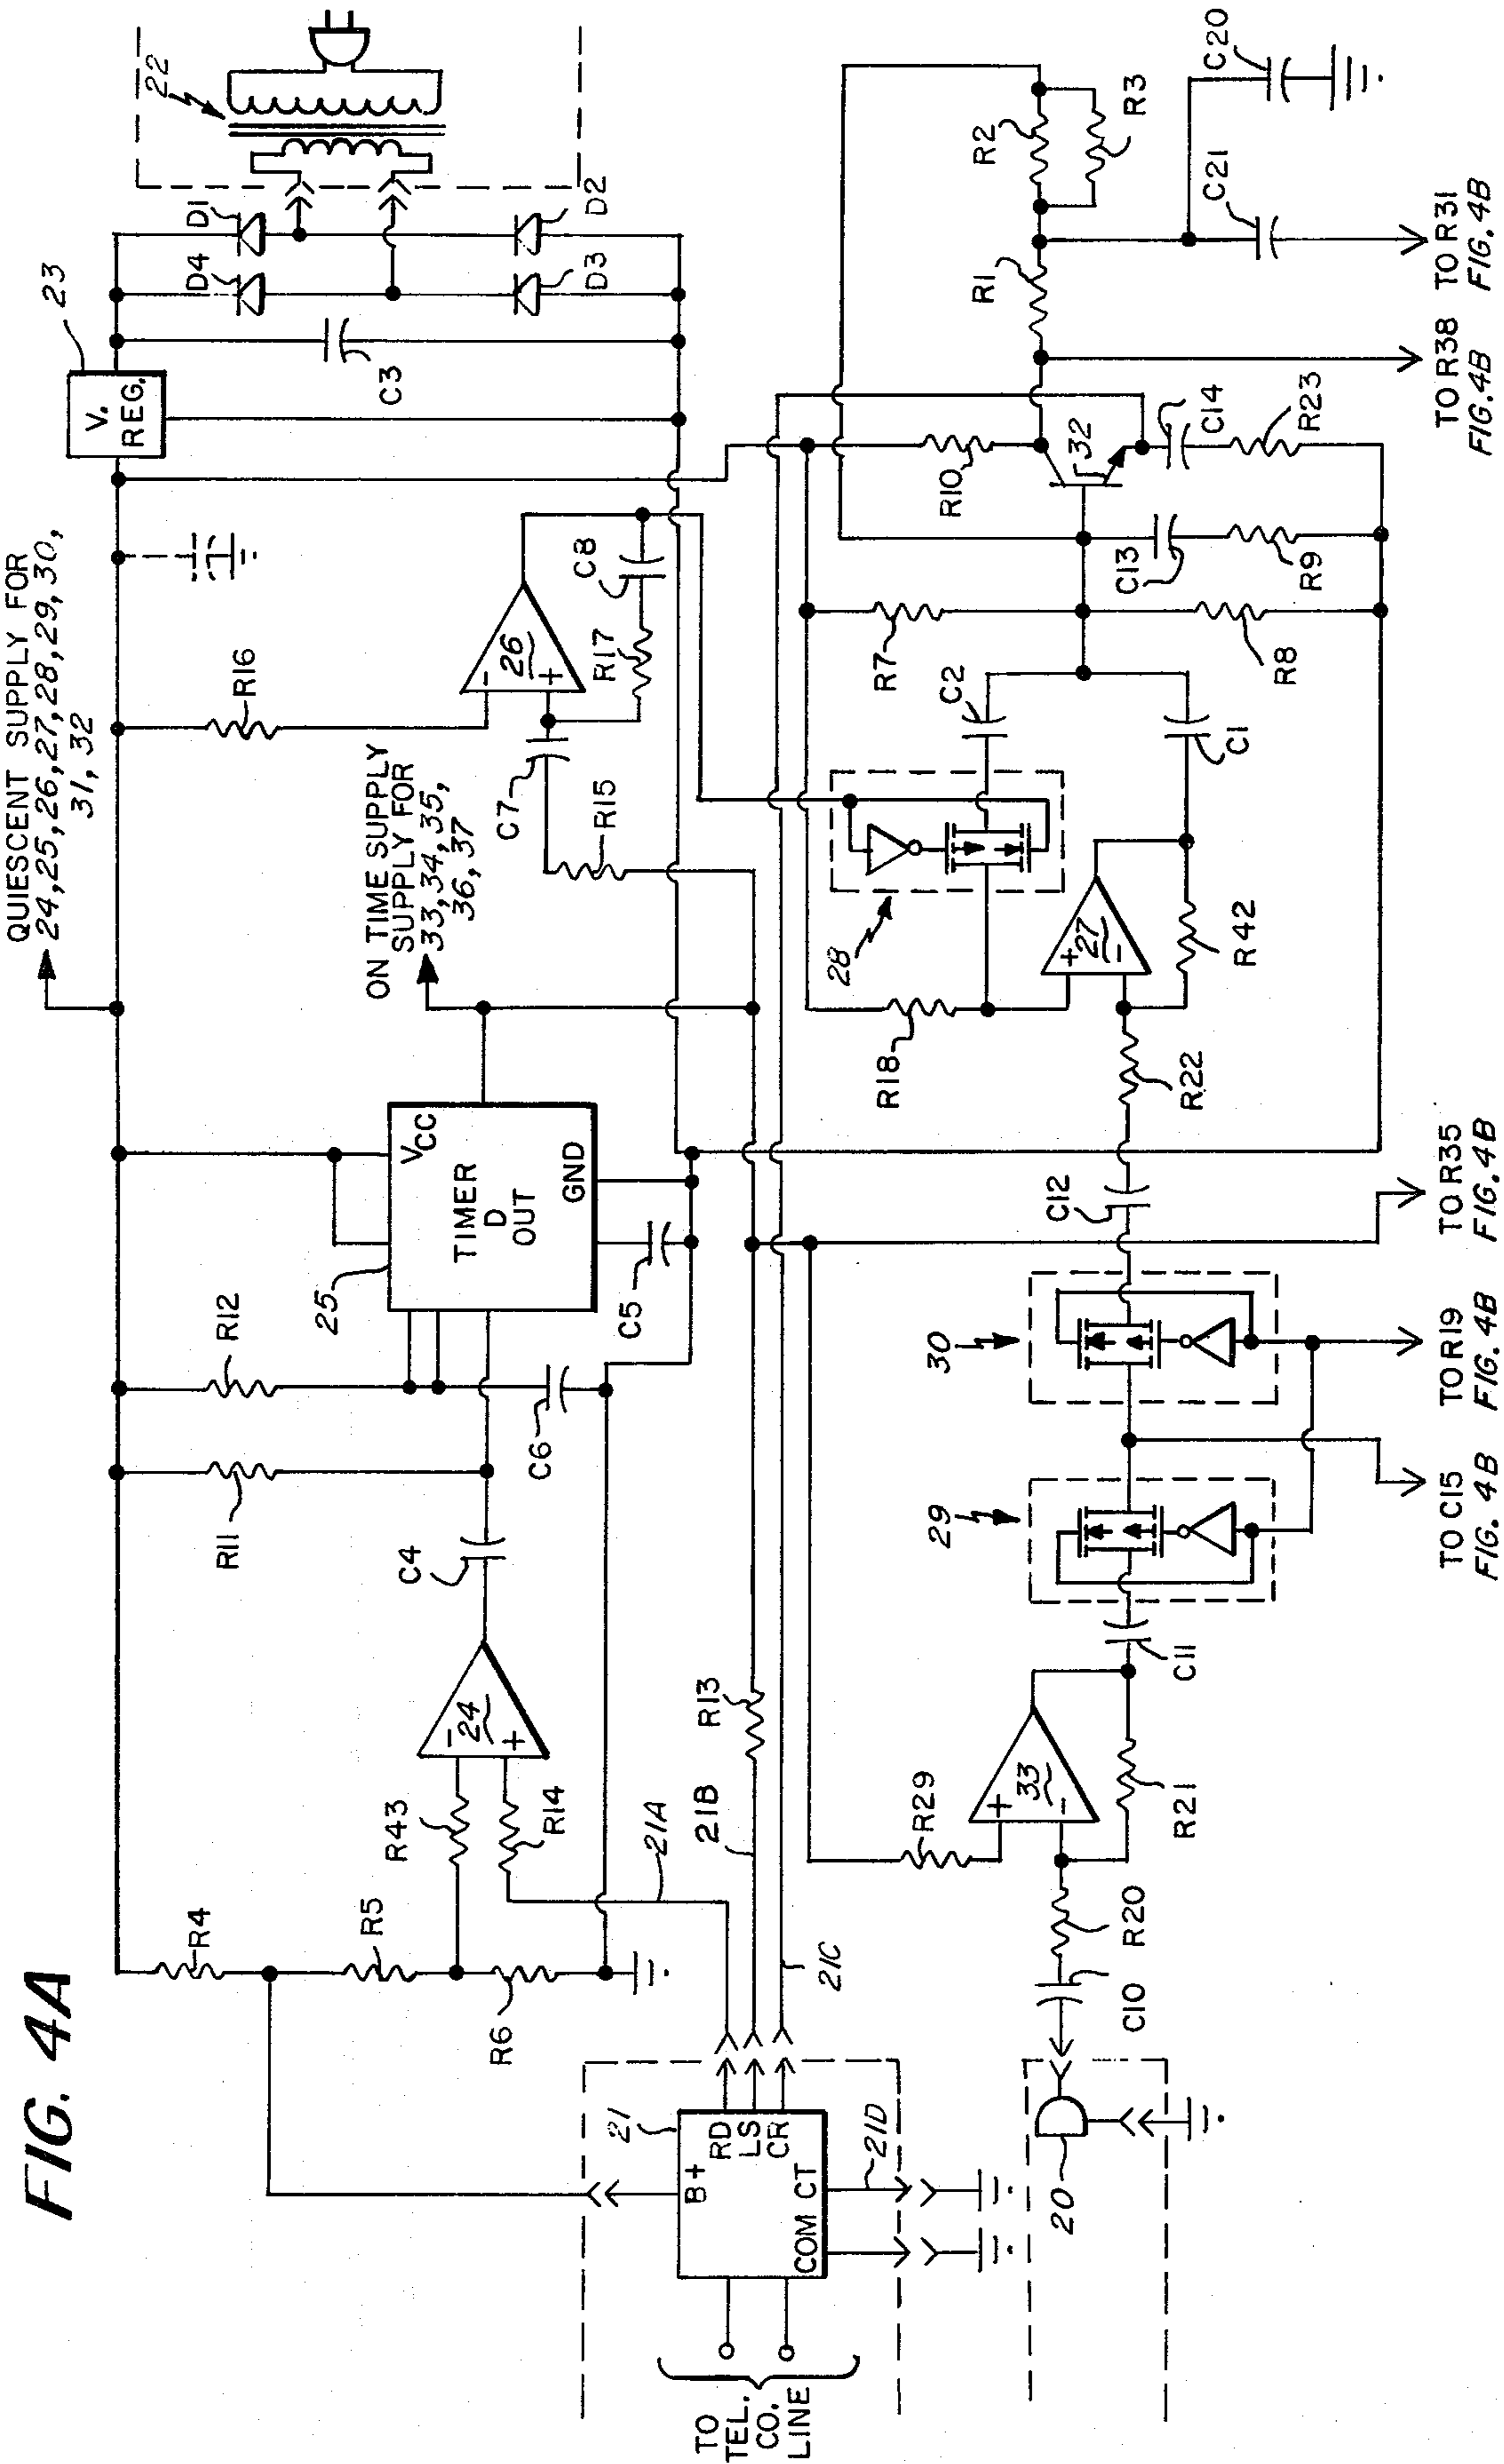 FIG. 4A
QUIESCENT SUPPLY FOR
24,25,26,27,28,29,30,
31,32
ON TIME SUPPLY
SUPPLY FOR
33,34,35,
36,37
R4
R5
R6
R43
R14
21A
24
C4
R11
R12
C6
25
VCC
TIMER
D
OUT
GND
C5
R16
26
C7
R15
R17
C8
23
V.
REG.
C3
D4
D1
D3
D2
22
TO
TEL.
CO.
LINE
21
B+
RD
LS
CR
COM
CT
21D
21B
21C
R13
20
C10
R20
R29
33
R21
C11
29
30
C12
R22
R18
27
R42
28
C2
C1
R7
R8
C13
R9
R10
32
C14
R23
R1
R2
R3
C21
C20
TO C15
FIG. 4B
TO R19
FIG. 4B
TO R35
FIG. 4B
TO R38
FIG. 4B
TO R31
FIG. 4B